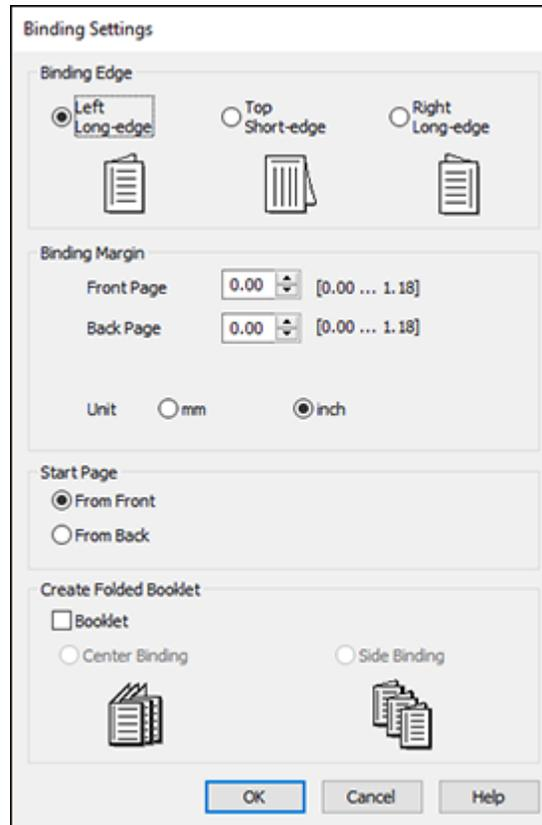 Binding Settings
Binding Edge
Left Long-edge
Top Short-edge
Right Long-edge
Binding Margin
Front Page 0.00 [0.00 ... 1.18]
Back Page 0.00 [0.00 ... 1.18]
Unit mm inch
Start Page
From Front
From Back
Create Folded Booklet
Booklet
Center Binding Side Binding
OK Cancel Help